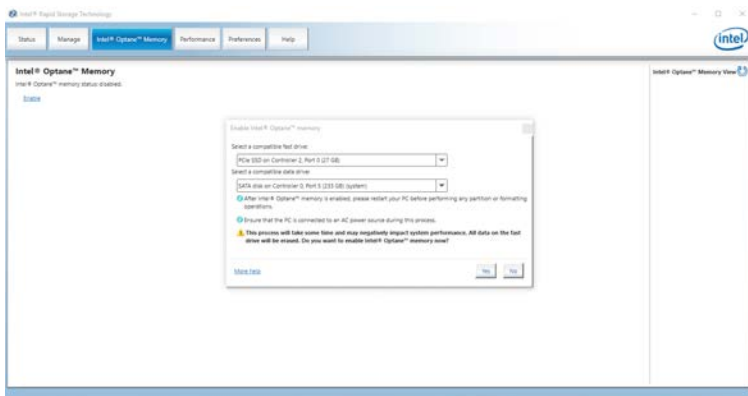 Intel® Rapid Storage Technology
Status Manage Intel® Optane™ Memory Performance Preferences Help
intel
Intel® Optane™ Memory
Intel® Optane™ memory status: disabled.
Enable
Intel® Optane™ Memory View
Enable Intel® Optane™ memory
Select a compatible fast drive:
PCIe SSD on Controller 2, Port 0 (27 GB)
Select a compatible data drive:
SATA disk on Controller 0, Port 5 (233 GB) (system)
After Intel® Optane™ memory is enabled, please restart your PC before performing any partition or formatting
operations.
Ensure that the PC is connected to an AC power source during this process.
This process will take some time and may negatively impact system performance. All data on the fast
drive will be erased. Do you want to enable Intel® Optane™ memory now?
More help
Yes No